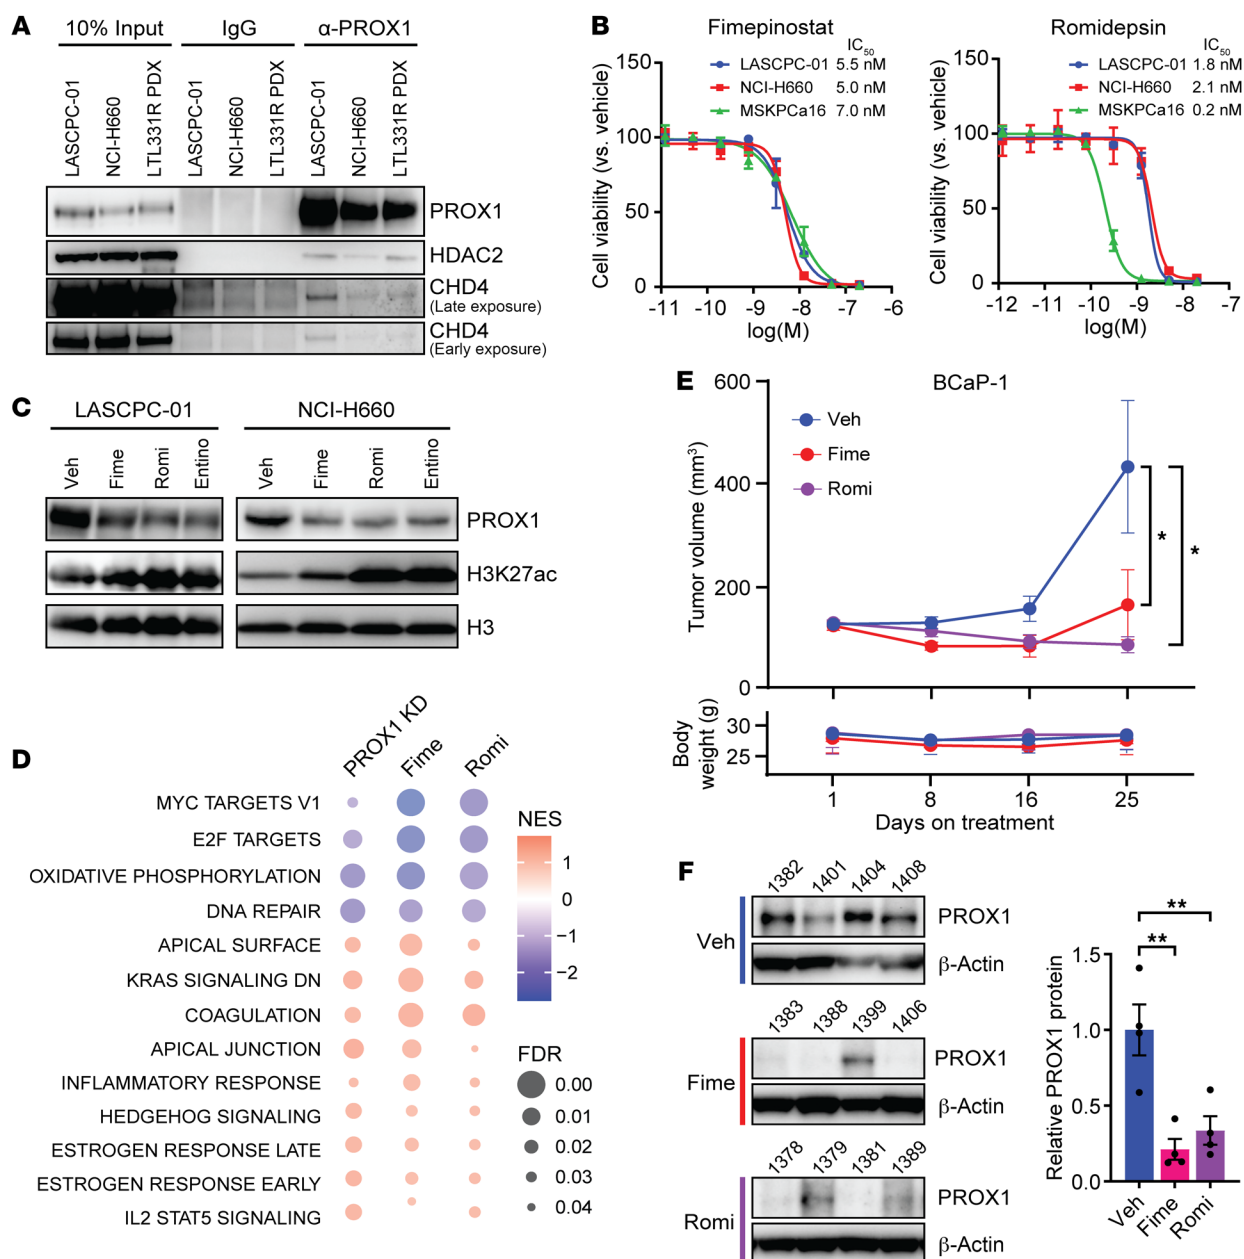 A
10% Input
IgG
α-PROX1
LASCPC-01
NCI-H660
LTL331R PDX
LASCPC-01
NCI-H660
LTL331R PDX
LASCPC-01
NCI-H660
LTL331R PDX
PROX1
HDAC2
CHD4
(Late exposure)
CHD4
(Early exposure)
B
Fimepinostat
IC50
LASCPC-01 5.5 nM
NCI-H660 5.0 nM
MSKPCa16 7.0 nM
Cell viability (vs. vehicle)
150
100
50
0
-11 -10 -9 -8 -7 -6
log(M)
Romidepsin
IC50
LASCPC-01 1.8 nM
NCI-H660 2.1 nM
MSKPCa16 0.2 nM
Cell viability (vs. vehicle)
150
100
50
0
-12 -11 -10 -9 -8 -7
log(M)
C
LASCPC-01
NCI-H660
Veh
Fime
Romi
Entino
Veh
Fime
Romi
Entino
PROX1
H3K27ac
H3
D
PROX1 KD
Fime
Romi
MYC TARGETS V1
E2F TARGETS
OXIDATIVE PHOSPHORYLATION
DNA REPAIR
APICAL SURFACE
KRAS SIGNALING DN
COAGULATION
APICAL JUNCTION
INFLAMMATORY RESPONSE
HEDGEHOG SIGNALING
ESTROGEN RESPONSE LATE
ESTROGEN RESPONSE EARLY
IL2 STAT5 SIGNALING
NES
1
0
−1
−2
FDR
0.00
0.01
0.02
0.03
0.04
E
BCaP-1
Veh
Fime
Romi
Tumor volume (mm3)
600
400
200
0
*
*
Body
weight (g)
30
25
1 8 16 25
Days on treatment
F
1382 1401 1404 1408
Veh
PROX1
β-Actin
1383 1388 1399 1406
Fime
PROX1
β-Actin
1378 1379 1381 1389
Romi
PROX1
β-Actin
Relative PROX1 protein
1.5
1.0
0.5
0.0
**
**
Veh
Fime
Romi